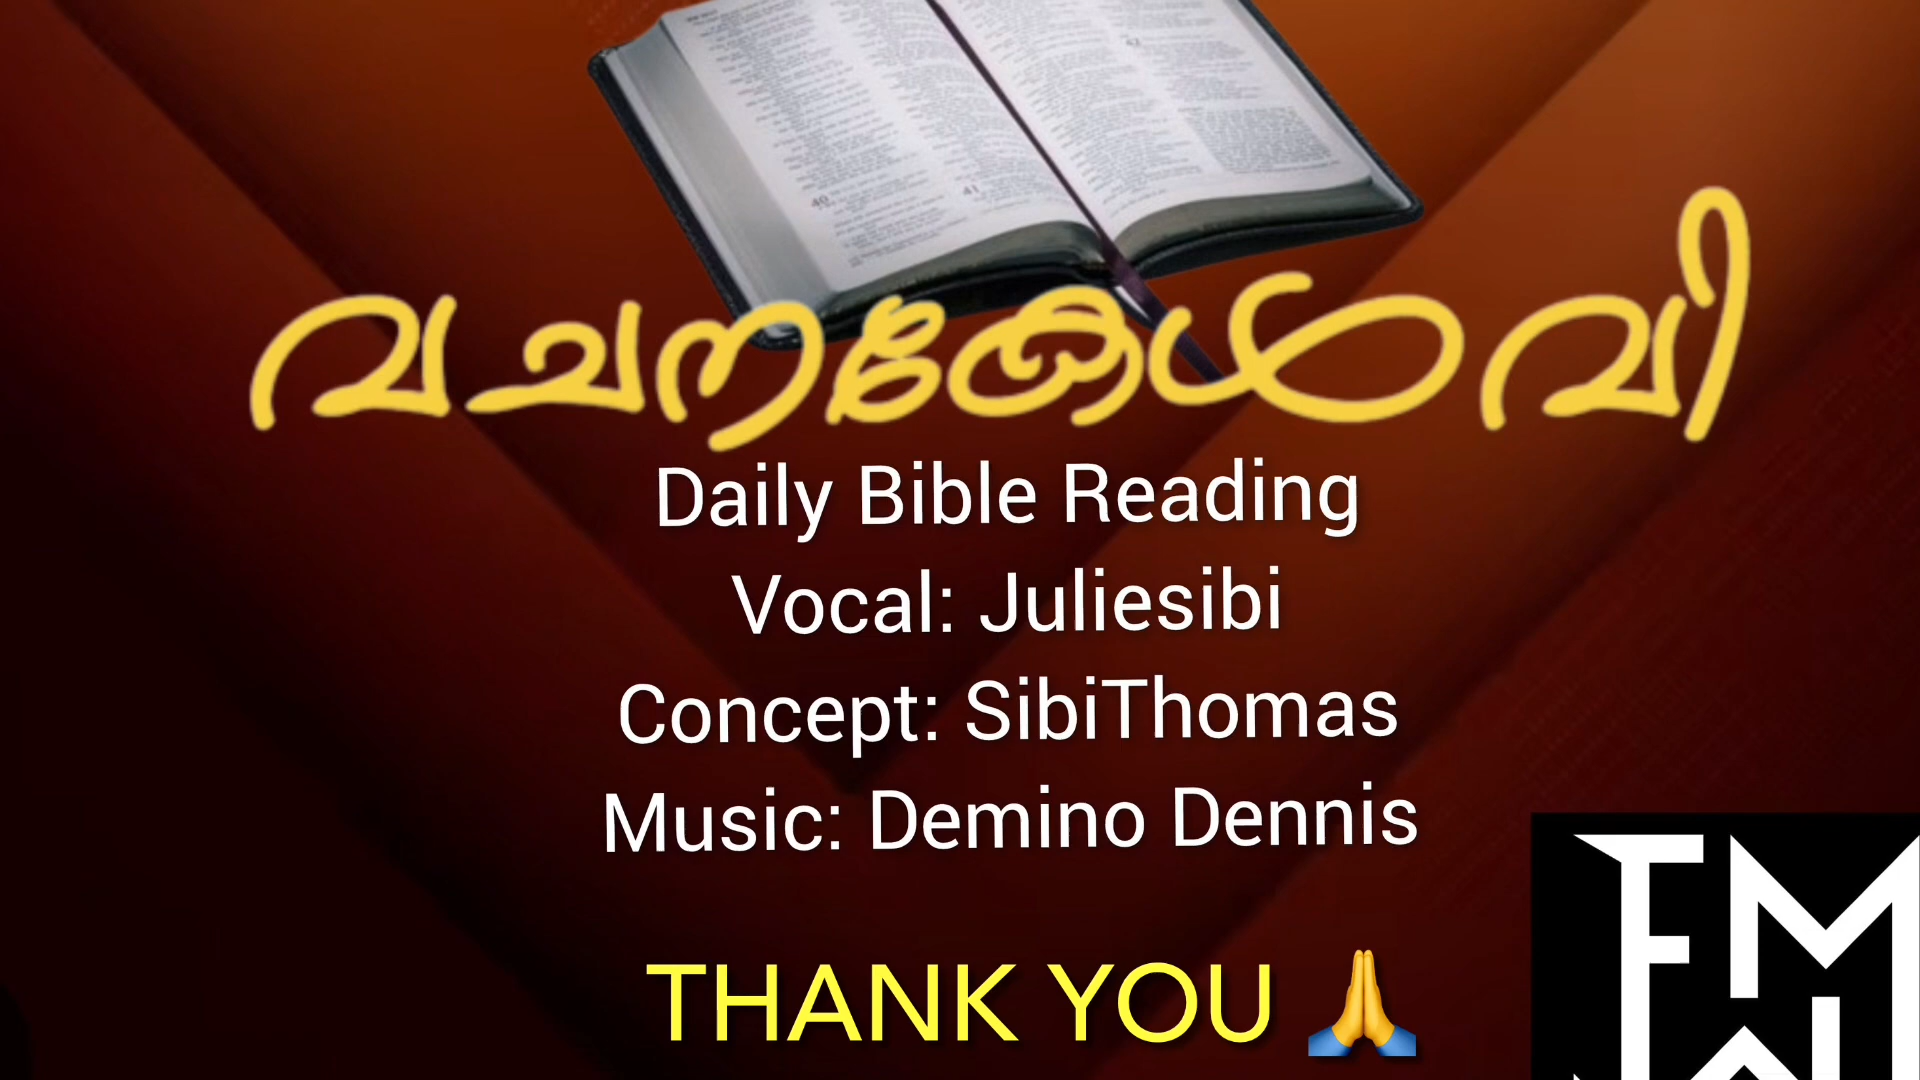 വചനകേൾവി
Daily Bible Reading
Vocal: Juliesibi
Concept: SibiThomas
Music: Demino Dennis
THANK YOU 🙏